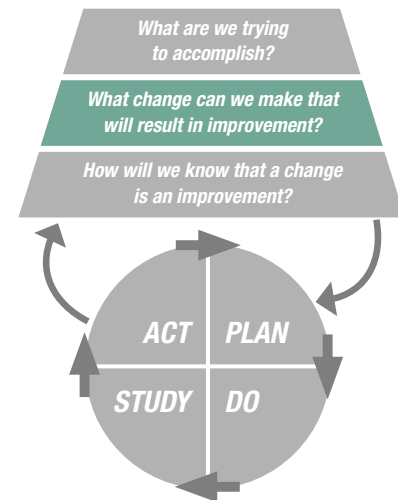 What are we trying
to accomplish?
What change can we make that
will result in improvement?
How will we know that a change
is an improvement?
ACT PLAN
STUDY DO